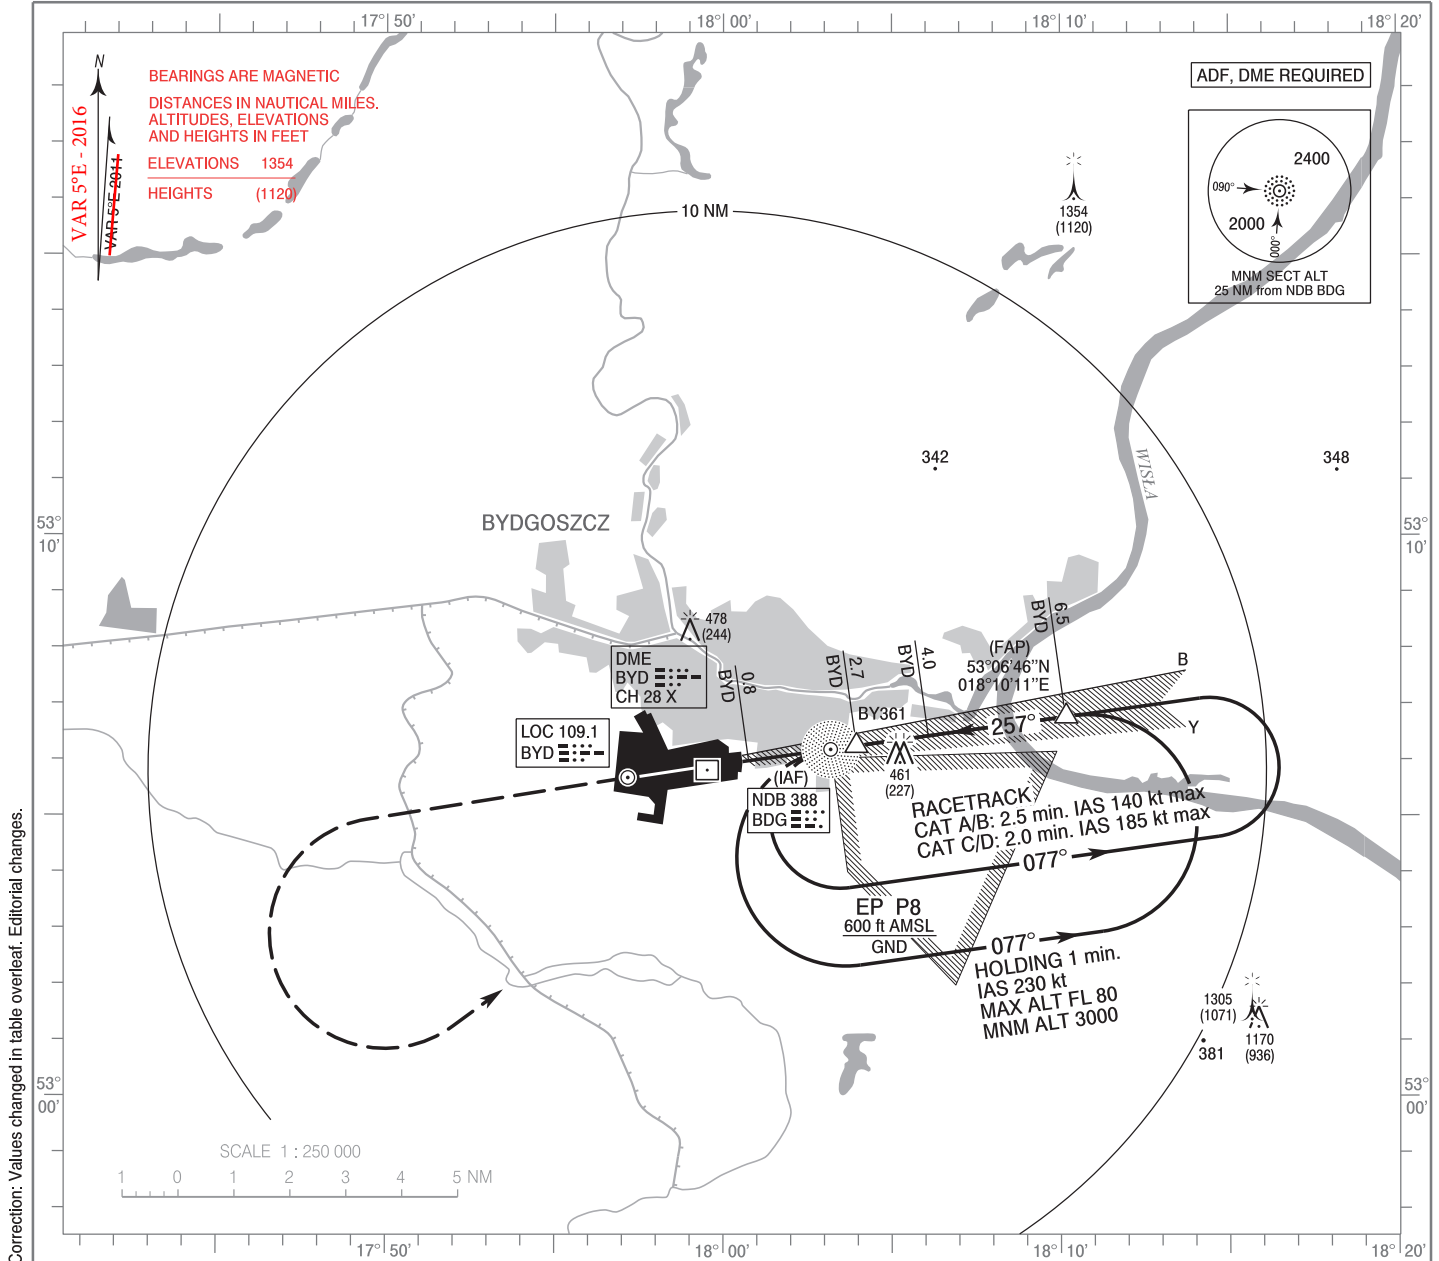 17°50'
18°00'
18°10'
18°20'
N
VAR 5°E - 2016
VAR 5°E 2011
BEARINGS ARE MAGNETIC
DISTANCES IN NAUTICAL MILES.
ALTITUDES, ELEVATIONS
AND HEIGHTS IN FEET
ELEVATIONS 1354
HEIGHTS (1120)
ADF, DME REQUIRED
2400
090°
2000
000°
MNM SECT ALT
25 NM from NDB BDG
1354
(1120)
10 NM
342
348
WISŁA
53°
10'
53°
10'
BYDGOSZCZ
478
(244)
DME
BYD
CH 28 X
LOC 109.1
BYD
0.8
BYD
2.7
BYD
4.0
BYD
6.5
BYD
(FAP)
53°06'46"N
018°10'11"E
B
Y
BY361
257°
461
(227)
(IAF)
NDB 388
BDG
RACETRACK
CAT A/B: 2.5 min. IAS 140 kt max
CAT C/D: 2.0 min. IAS 185 kt max
077°
EP P8
600 ft AMSL
GND
077°
HOLDING 1 min.
IAS 230 kt
MAX ALT FL 80
MNM ALT 3000
1305
(1071)
1170
(936)
381
53°
00'
53°
00'
SCALE 1 : 250 000
1 0 1 2 3 4 5 NM
17°50'
18°00'
18°10'
18°20'
Correction: Values changed in table overleaf. Editorial changes.